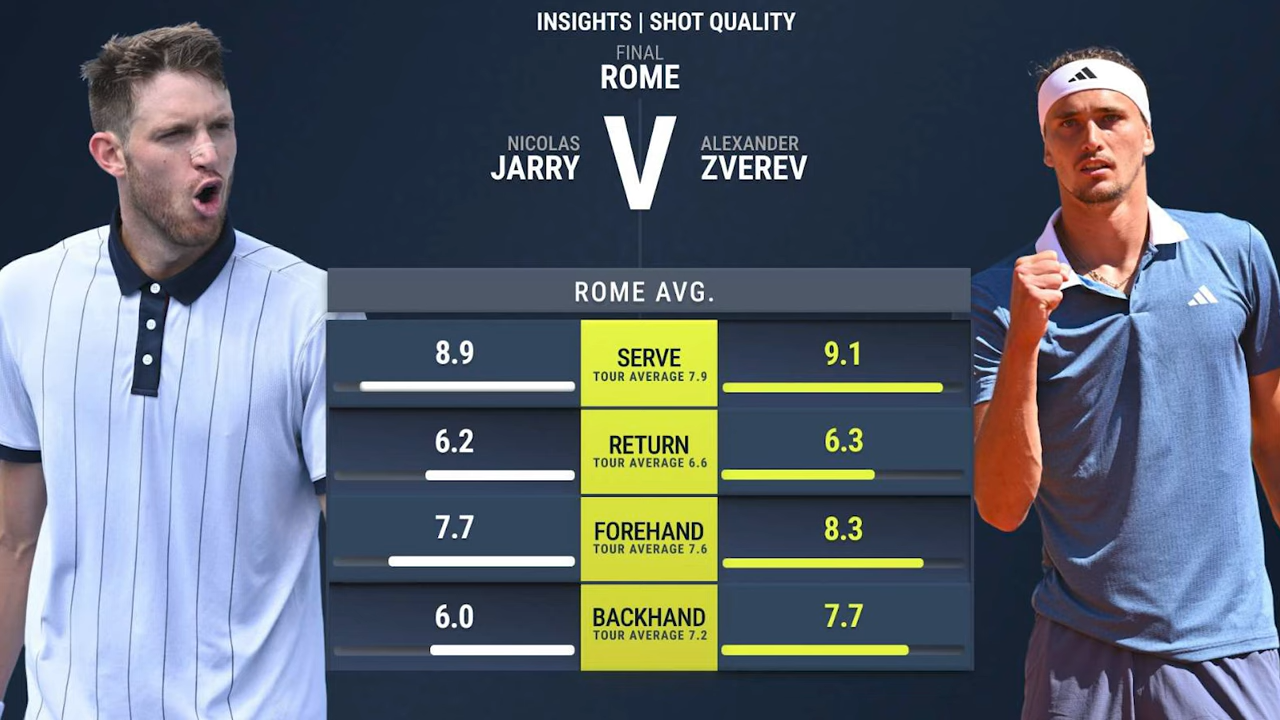 INSIGHTS | SHOT QUALITY
FINAL
ROME
NICOLAS
JARRY
V
ALEXANDER
ZVEREV
ROME AVG.
8.9
SERVE
TOUR AVERAGE 7.9
9.1
6.2
RETURN
TOUR AVERAGE 6.6
6.3
7.7
FOREHAND
TOUR AVERAGE 7.6
8.3
6.0
BACKHAND
TOUR AVERAGE 7.2
7.7